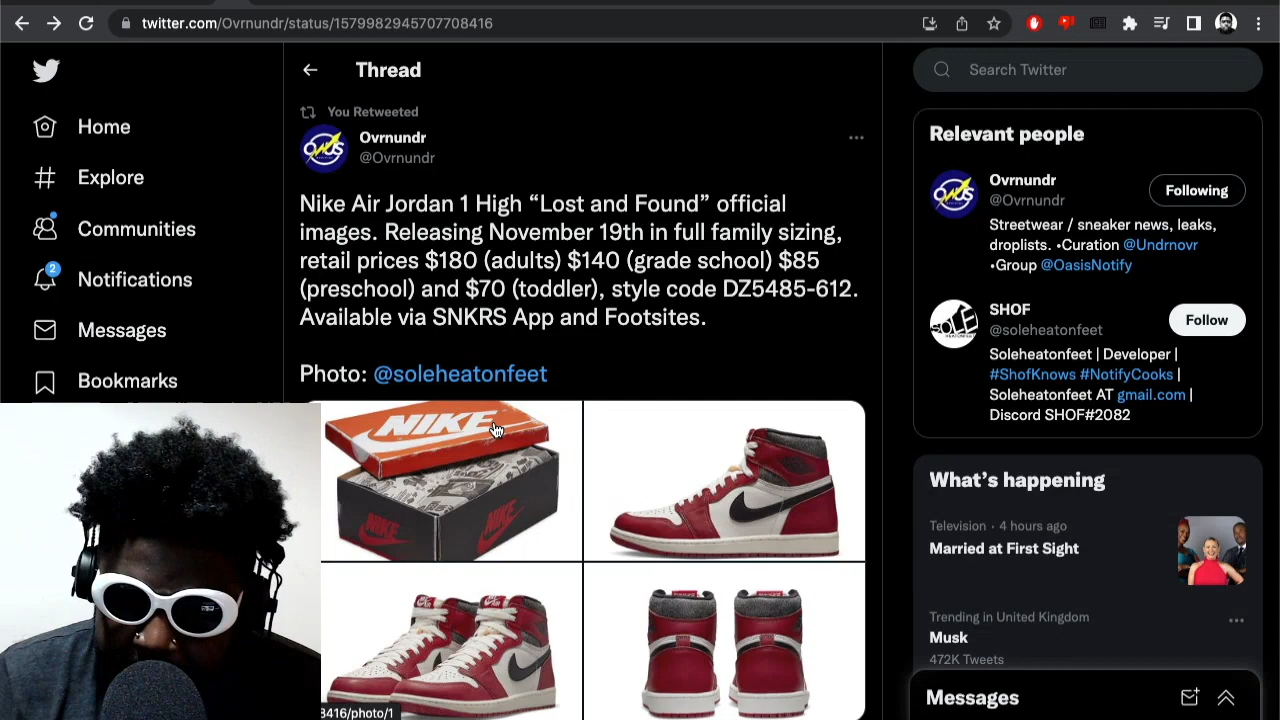 twitter.com/Ovrnundr/status/1579982945707708416
Thread
Search Twitter
Home
Explore
Communities
2
Notifications
Messages
Bookmarks
You Retweeted
Ovrnundr
@Ovrnundr
Nike Air Jordan 1 High “Lost and Found” official
images. Releasing November 19th in full family sizing,
retail prices $180 (adults) $140 (grade school) $85
(preschool) and $70 (toddler), style code DZ5485-612.
Available via SNKRS App and Footsites.
Photo: @soleheatonfeet
NIKE
NIKE
NIKE
8416/photo/1
Relevant people
Ovrnundr
@Ovrnundr
Following
Streetwear / sneaker news, leaks,
droplists. •Curation @Undrnovr
•Group @OasisNotify
SHOF
@soleheatonfeet
Follow
Soleheatonfeet | Developer |
#ShofKnows #NotifyCooks |
Soleheatonfeet AT gmail.com |
Discord SHOF#2082
What’s happening
Television · 4 hours ago
Married at First Sight
Trending in United Kingdom
Musk
472K Tweets
Messages